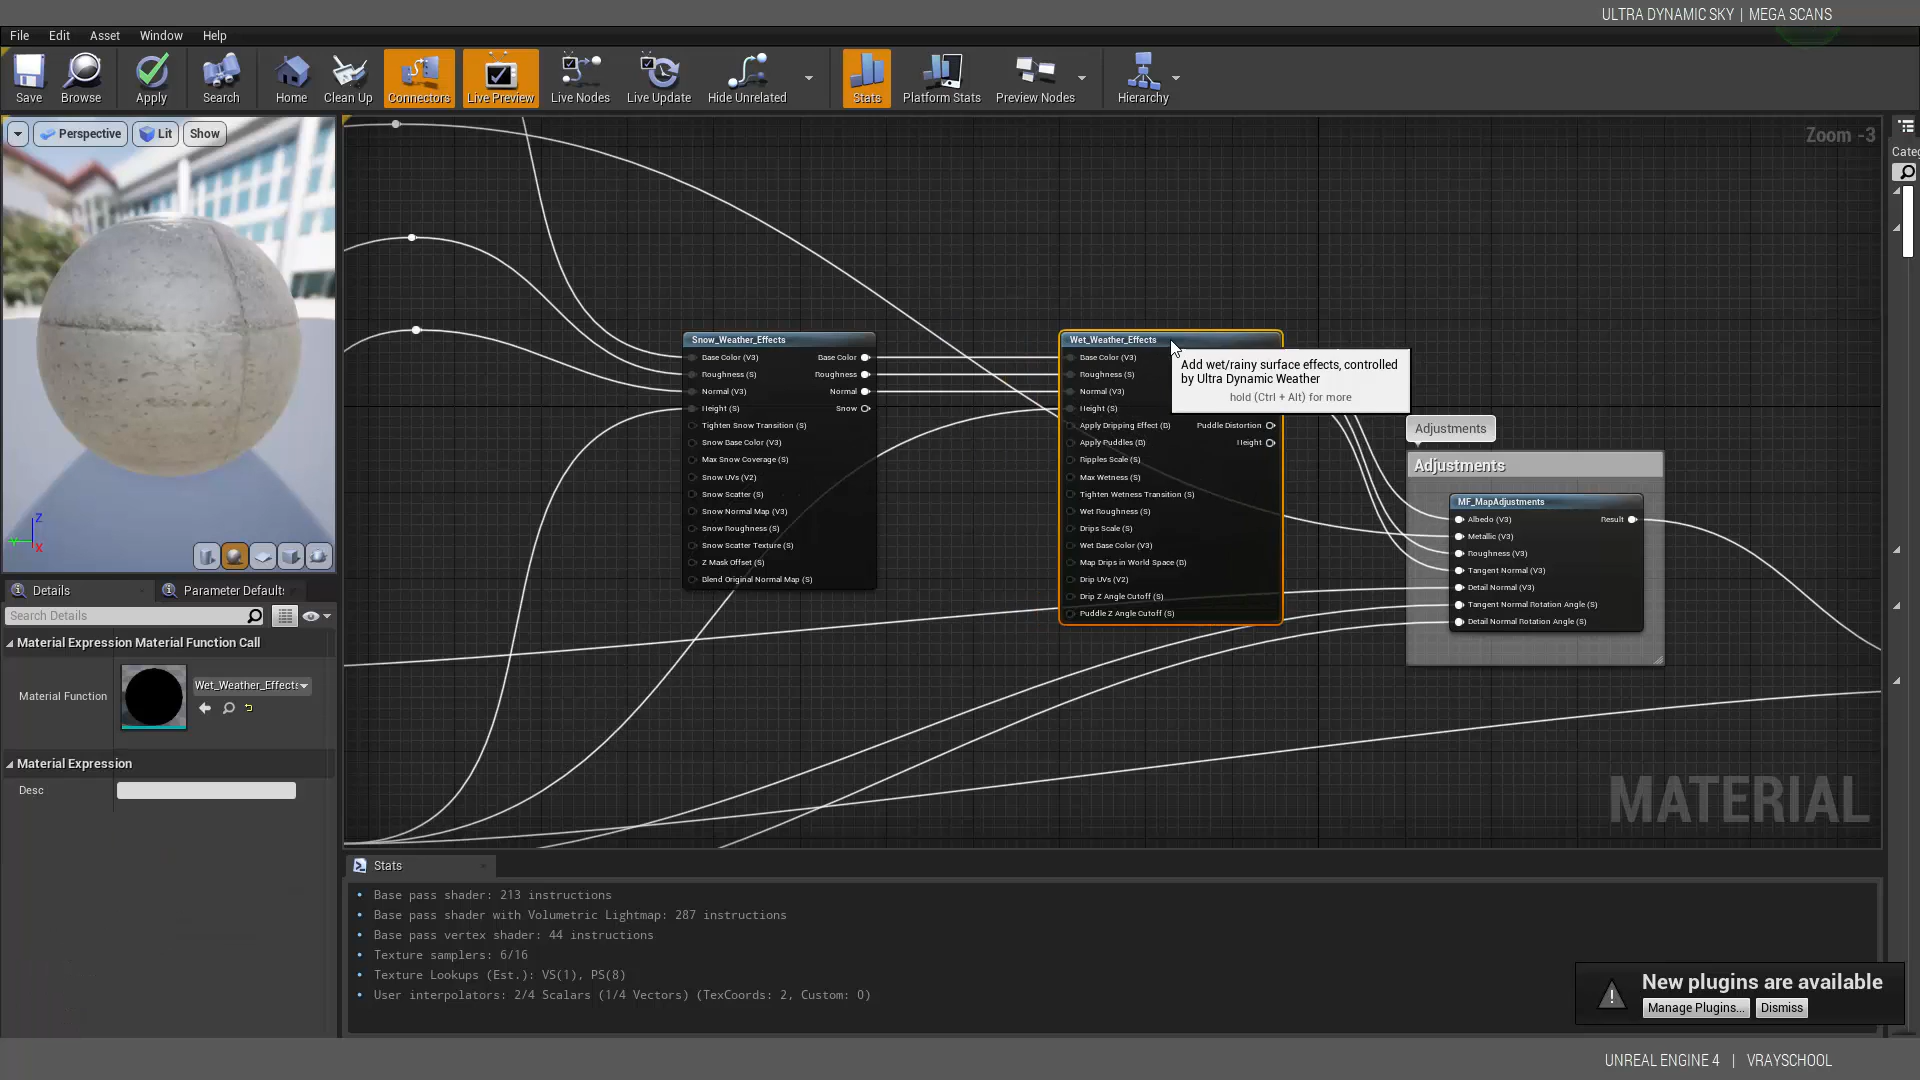 ULTRA DYNAMIC SKY | MEGA SCANS
File Edit Asset Window Help
Save Browse Apply Search Home Clean Up Connectors Live Preview Live Nodes Live Update Hide Unrelated Stats Platform Stats Preview Nodes Hierarchy
Perspective Lit Show
Zoom -3
Z
Y
X
Snow_Weather_Effects
Base Color (V3) Base Color
Roughness (S) Roughness
Normal (V3) Normal
Height (S) Snow
Tighten Snow Transition (S)
Snow Base Color (V3)
Max Snow Coverage (S)
Snow UVs (V2)
Snow Scatter (S)
Snow Normal Map (V3)
Snow Roughness (S)
Snow Scatter Texture (S)
Z Mask Offset (S)
Blend Original Normal Map (S)
Wet_Weather_Effects
Base Color (V3)
Roughness (S)
Normal (V3)
Height (S)
Apply Dripping Effect (B) Puddle Distortion
Apply Puddles (B) Height
Ripples Scale (S)
Max Wetness (S)
Tighten Wetness Transition (S)
Wet Roughness (S)
Drips Scale (S)
Wet Base Color (V3)
Map Drips in World Space (B)
Drip UVs (V2)
Drip Z Angle Cutoff (S)
Puddle Z Angle Cutoff (S)
Add wet/rainy surface effects, controlled
by Ultra Dynamic Weather
hold (Ctrl + Alt) for more
Adjustments
Adjustments
MF_MapAdjustments
Albedo (V3) Result
Metallic (V3)
Roughness (V3)
Tangent Normal (V3)
Detail Normal (V3)
Tangent Normal Rotation Angle (S)
Detail Normal Rotation Angle (S)
MATERIAL
Details Parameter Default
Search Details
Material Expression Material Function Call
Material Function Wet_Weather_Effects
Material Expression
Desc
Stats
Base pass shader: 213 instructions
Base pass shader with Volumetric Lightmap: 287 instructions
Base pass vertex shader: 44 instructions
Texture samplers: 6/16
Texture Lookups (Est.): VS(1), PS(8)
User interpolators: 2/4 Scalars (1/4 Vectors) (TexCoords: 2, Custom: 0)
New plugins are available
Manage Plugins... Dismiss
UNREAL ENGINE 4 | VRAYSCHOOL